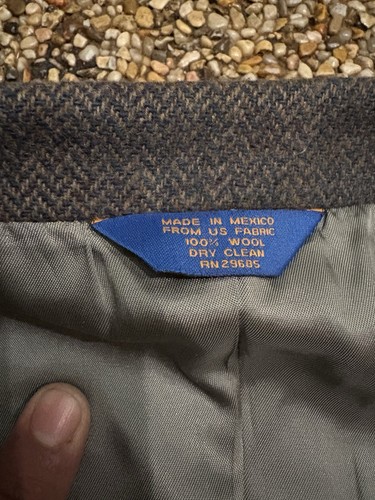 MADE IN MEXICO
FROM US FABRIC
100% WOOL
DRY CLEAN
RN29685